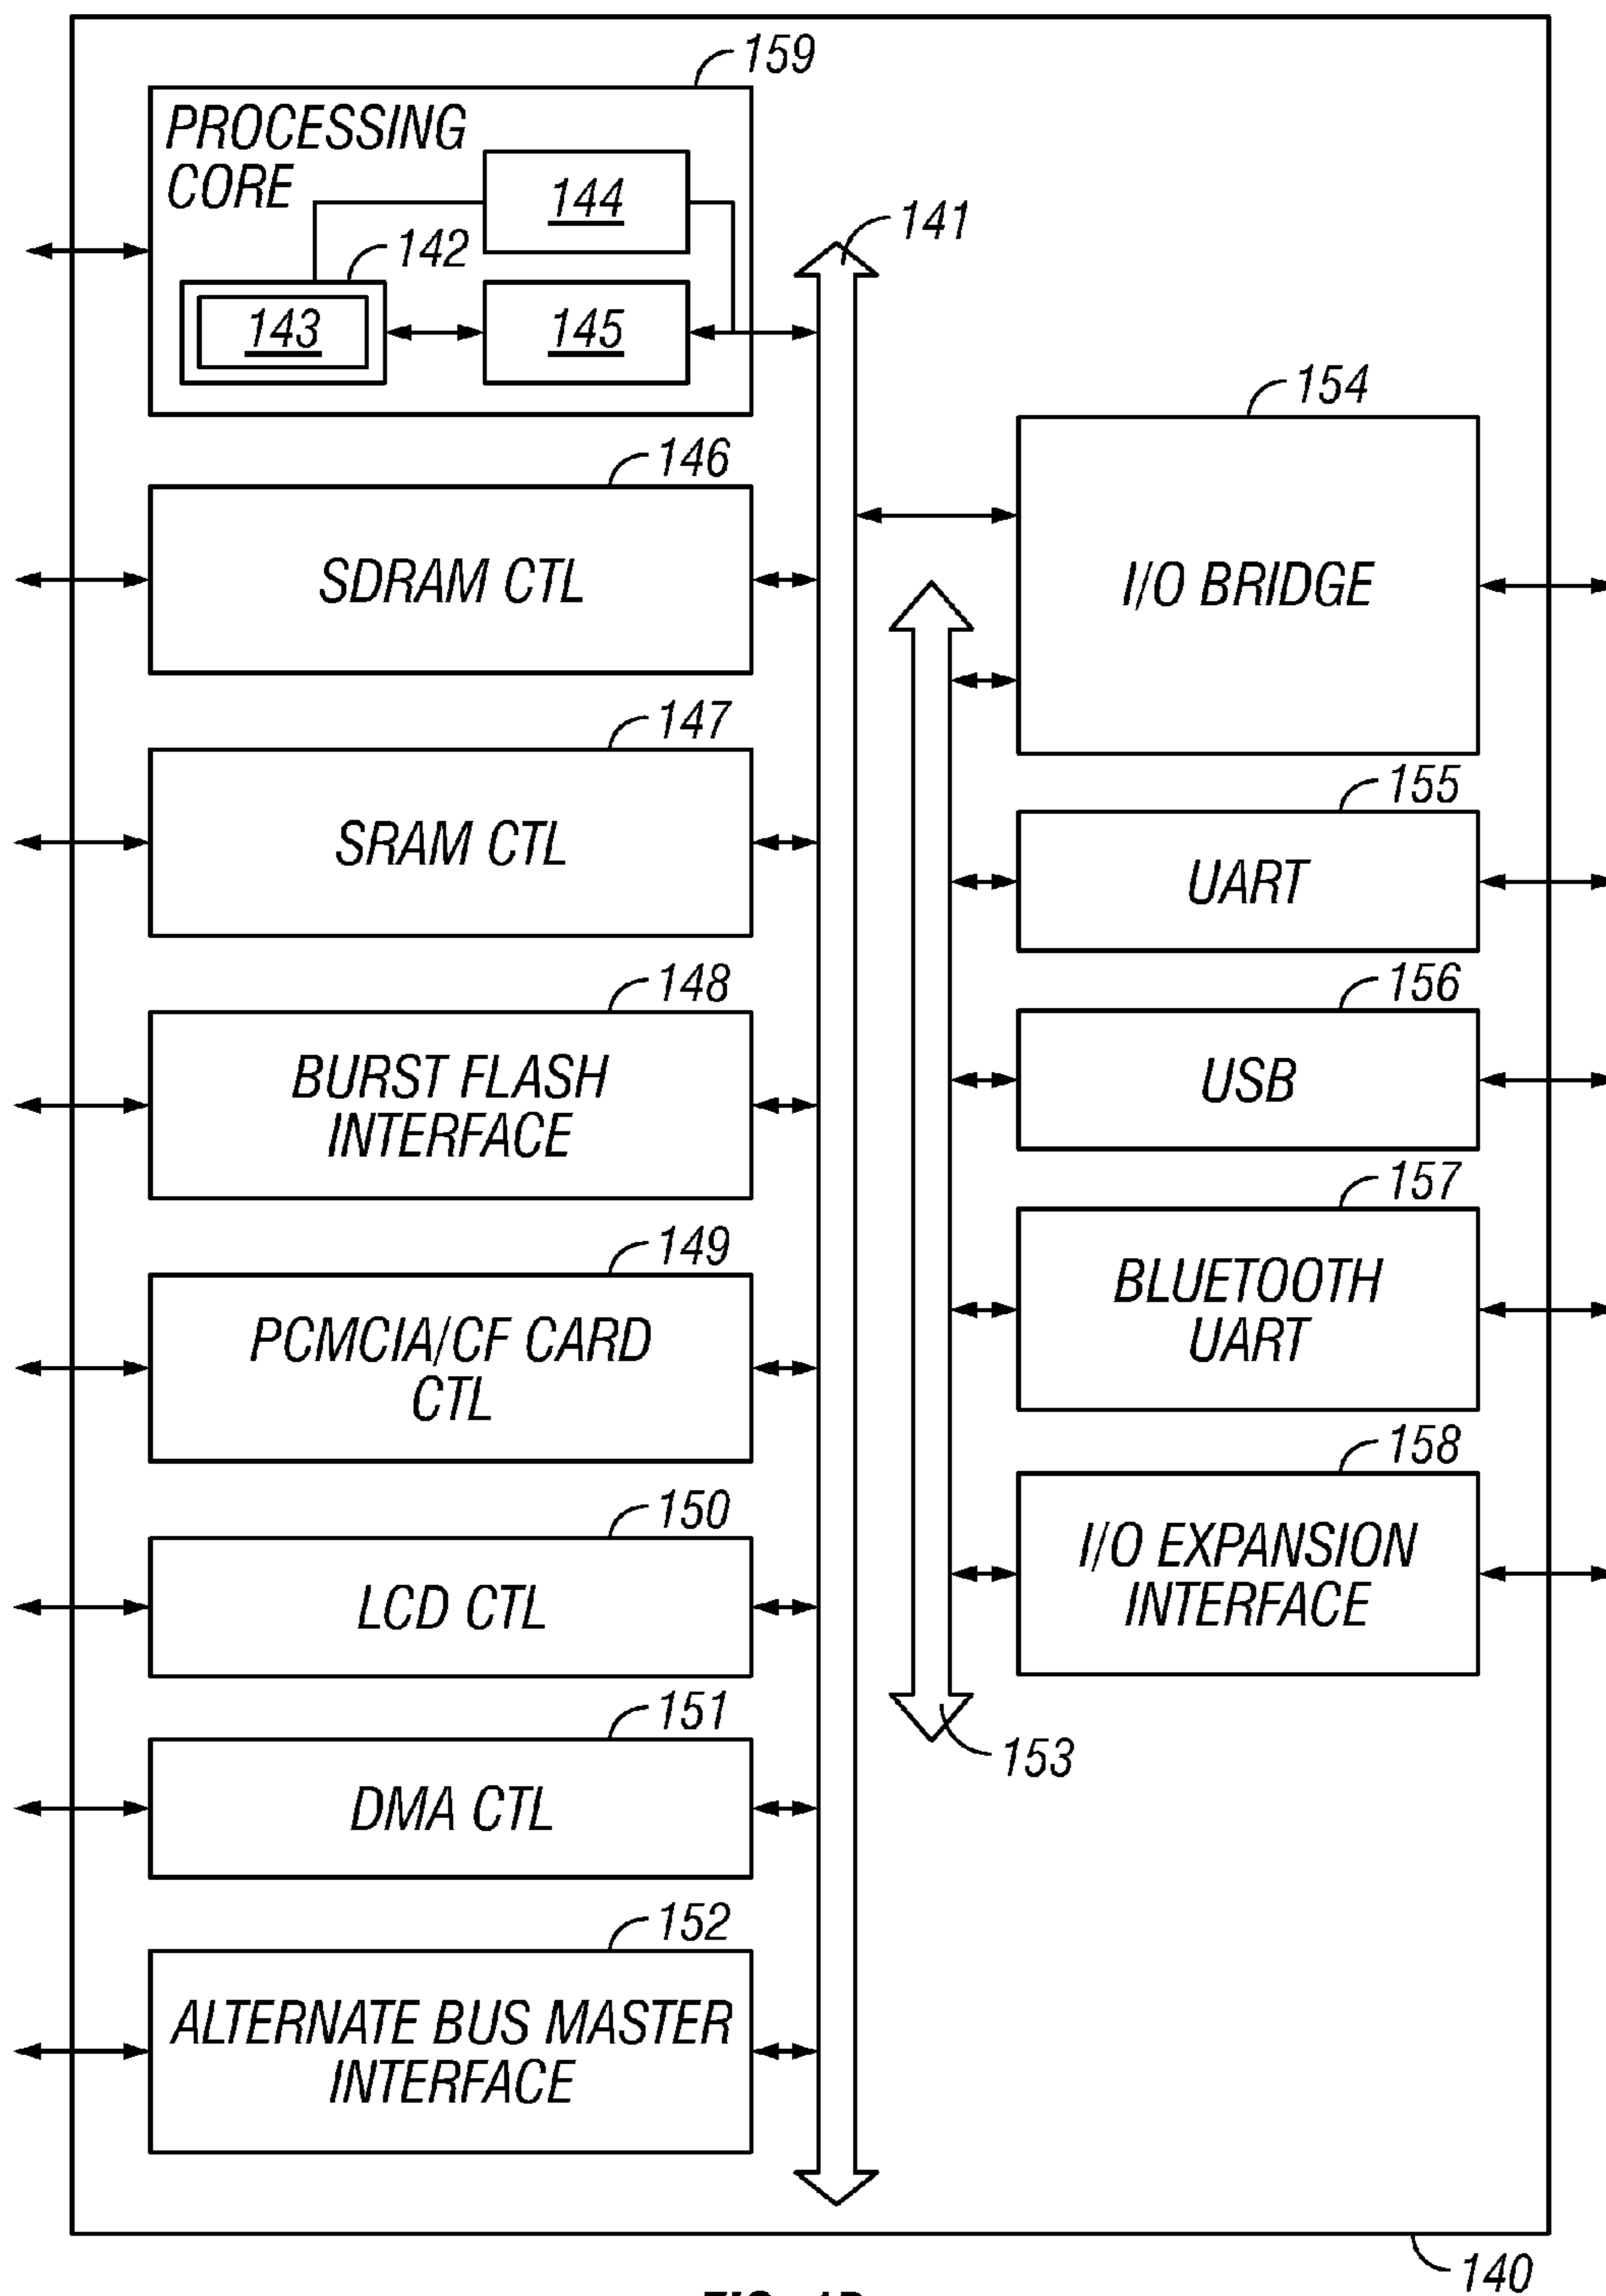 159
PROCESSING
CORE
144
141
142
143
145
154
146
SDRAM CTL
I/O BRIDGE
147
SRAM CTL
155
UART
148
BURST FLASH
INTERFACE
156
USB
149
PCMCIA/CF CARD
CTL
157
BLUETOOTH
UART
150
LCD CTL
158
I/O EXPANSION
INTERFACE
151
DMA CTL
153
152
ALTERNATE BUS MASTER
INTERFACE
140